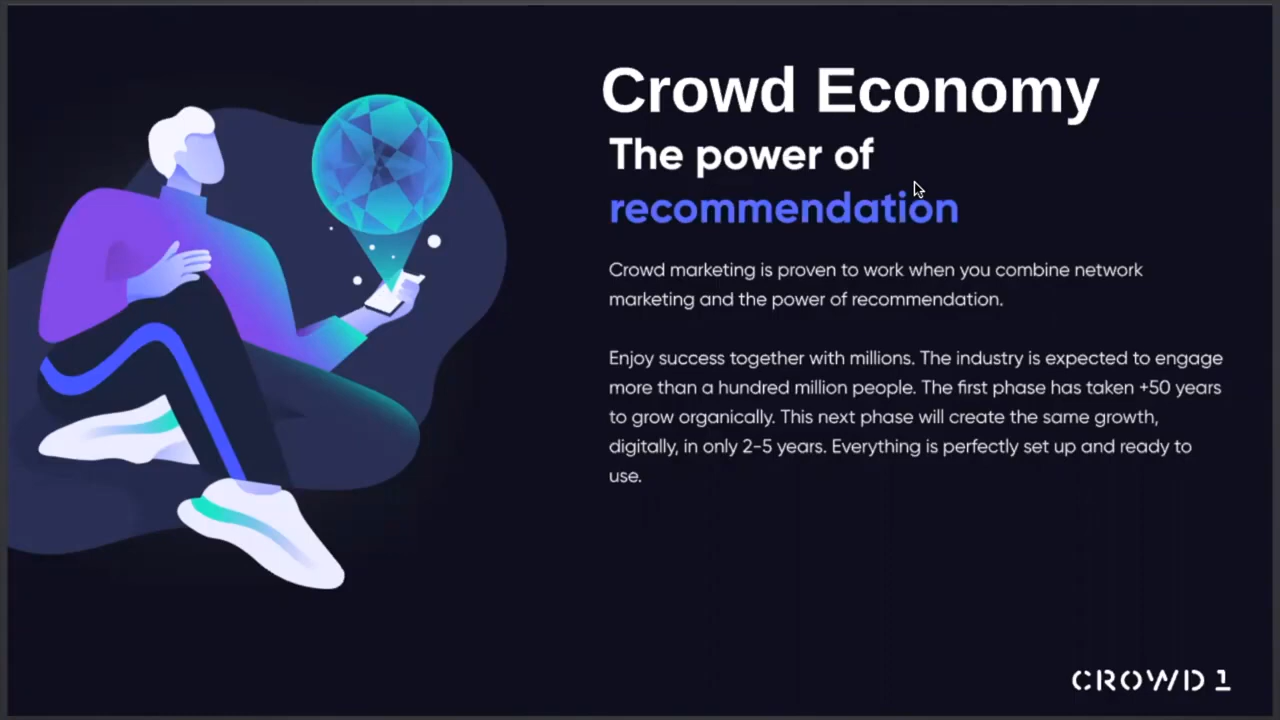 Crowd Economy
The power of
recommendation
Crowd marketing is proven to work when you combine network
marketing and the power of recommendation.
Enjoy success together with millions. The industry is expected to engage
more than a hundred million people. The first phase has taken +50 years
to grow organically. This next phase will create the same growth,
digitally, in only 2-5 years. Everything is perfectly set up and ready to
use.
CROWD 1